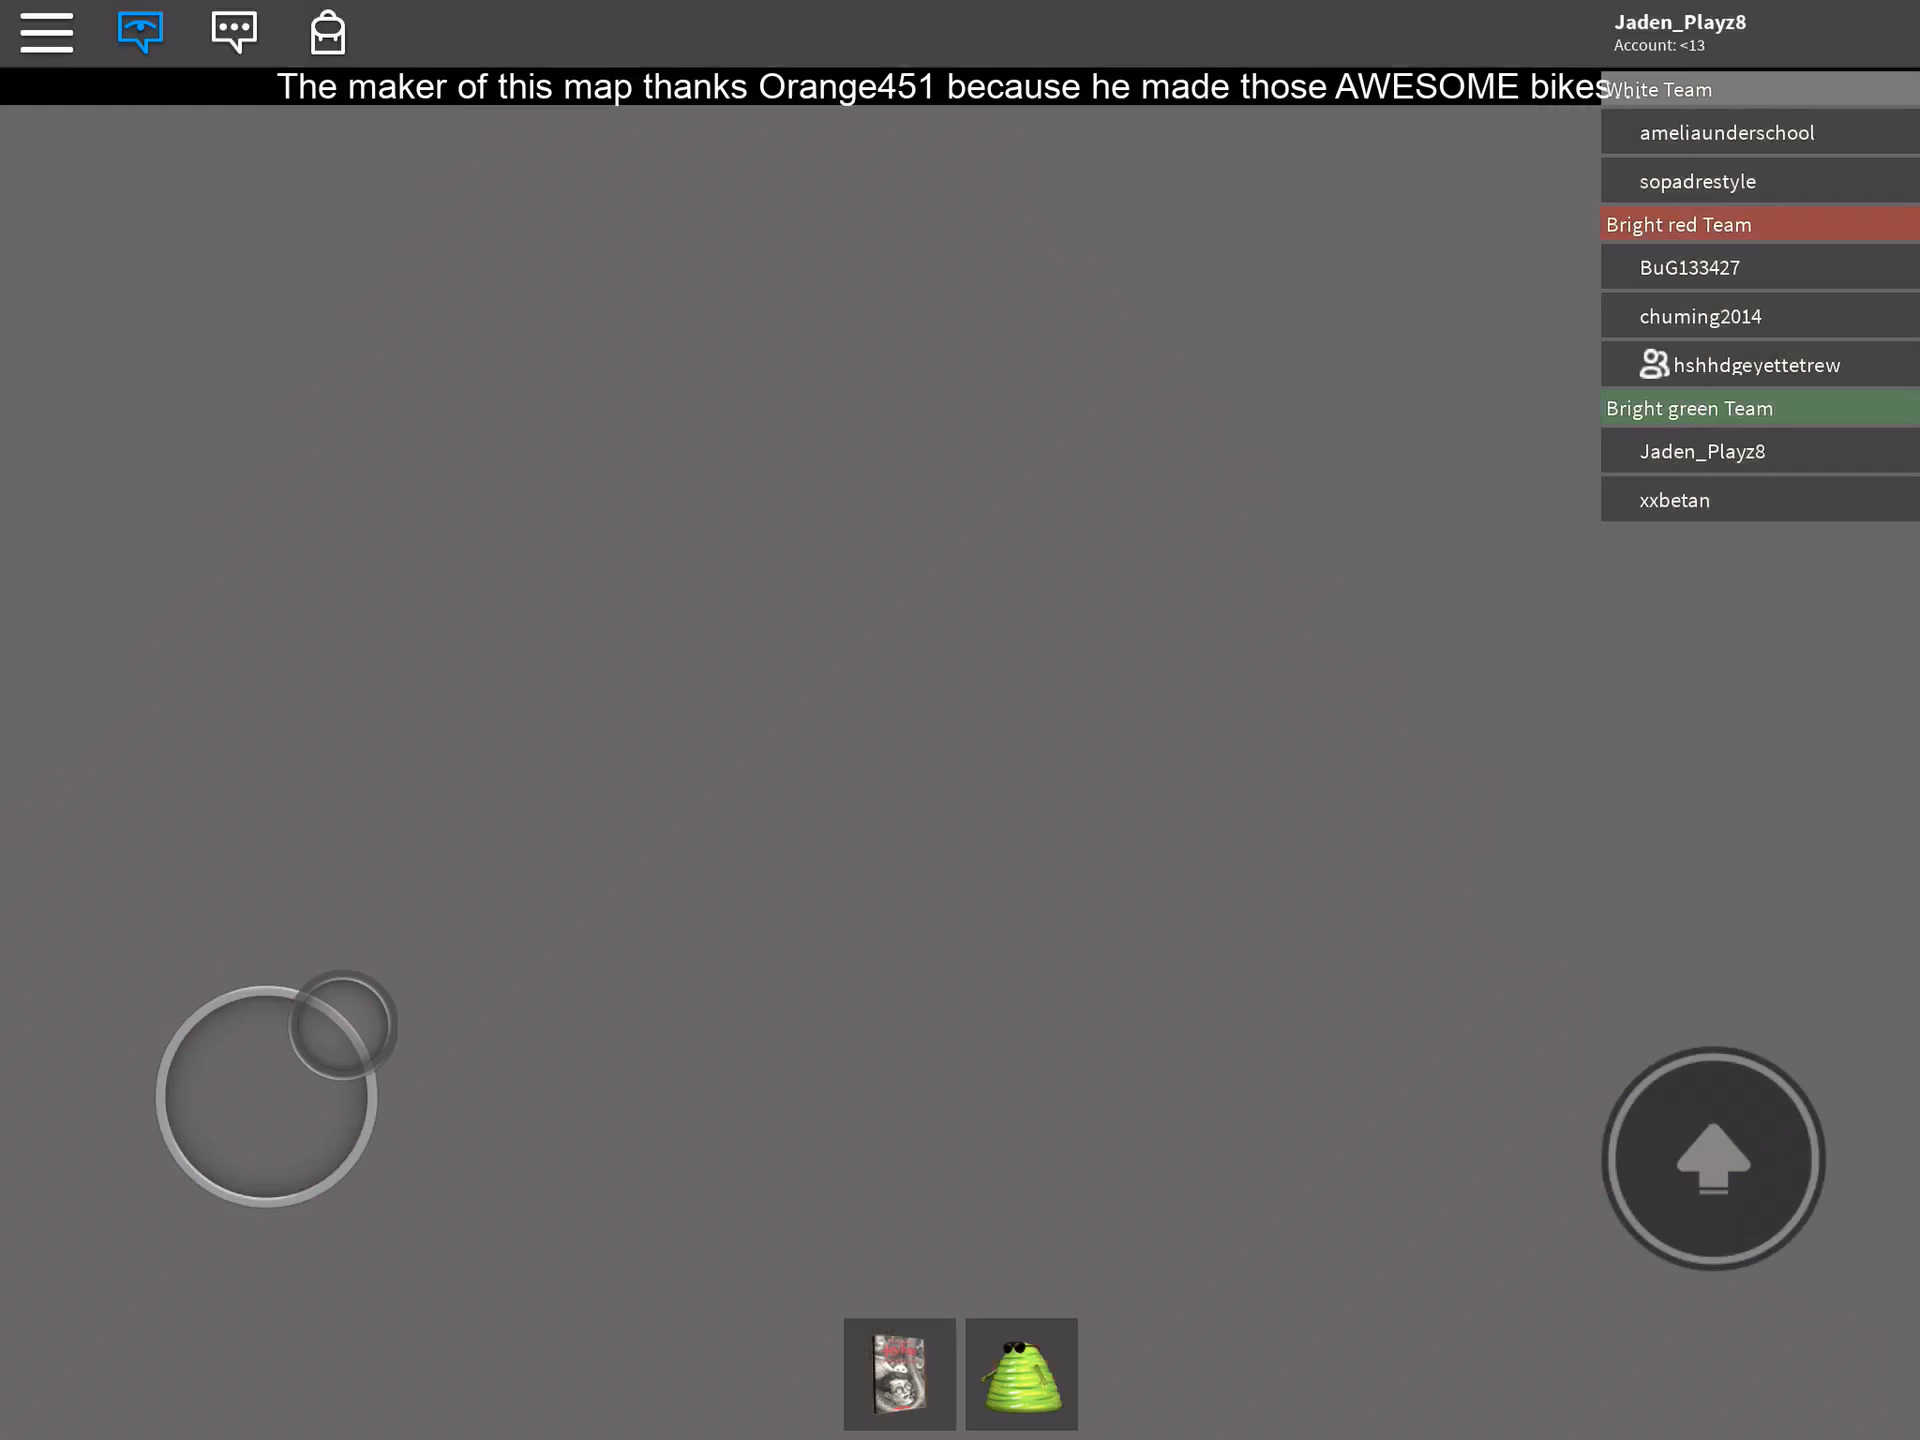 Jaden_Playz8
Account: <13
The maker of this map thanks Orange451 because he made those AWESOME bikes
White Team
ameliaunderschool
sopadrestyle
Bright red Team
BuG133427
chuming2014
hshhdgeyettetrew
Bright green Team
Jaden_Playz8
xxbetan